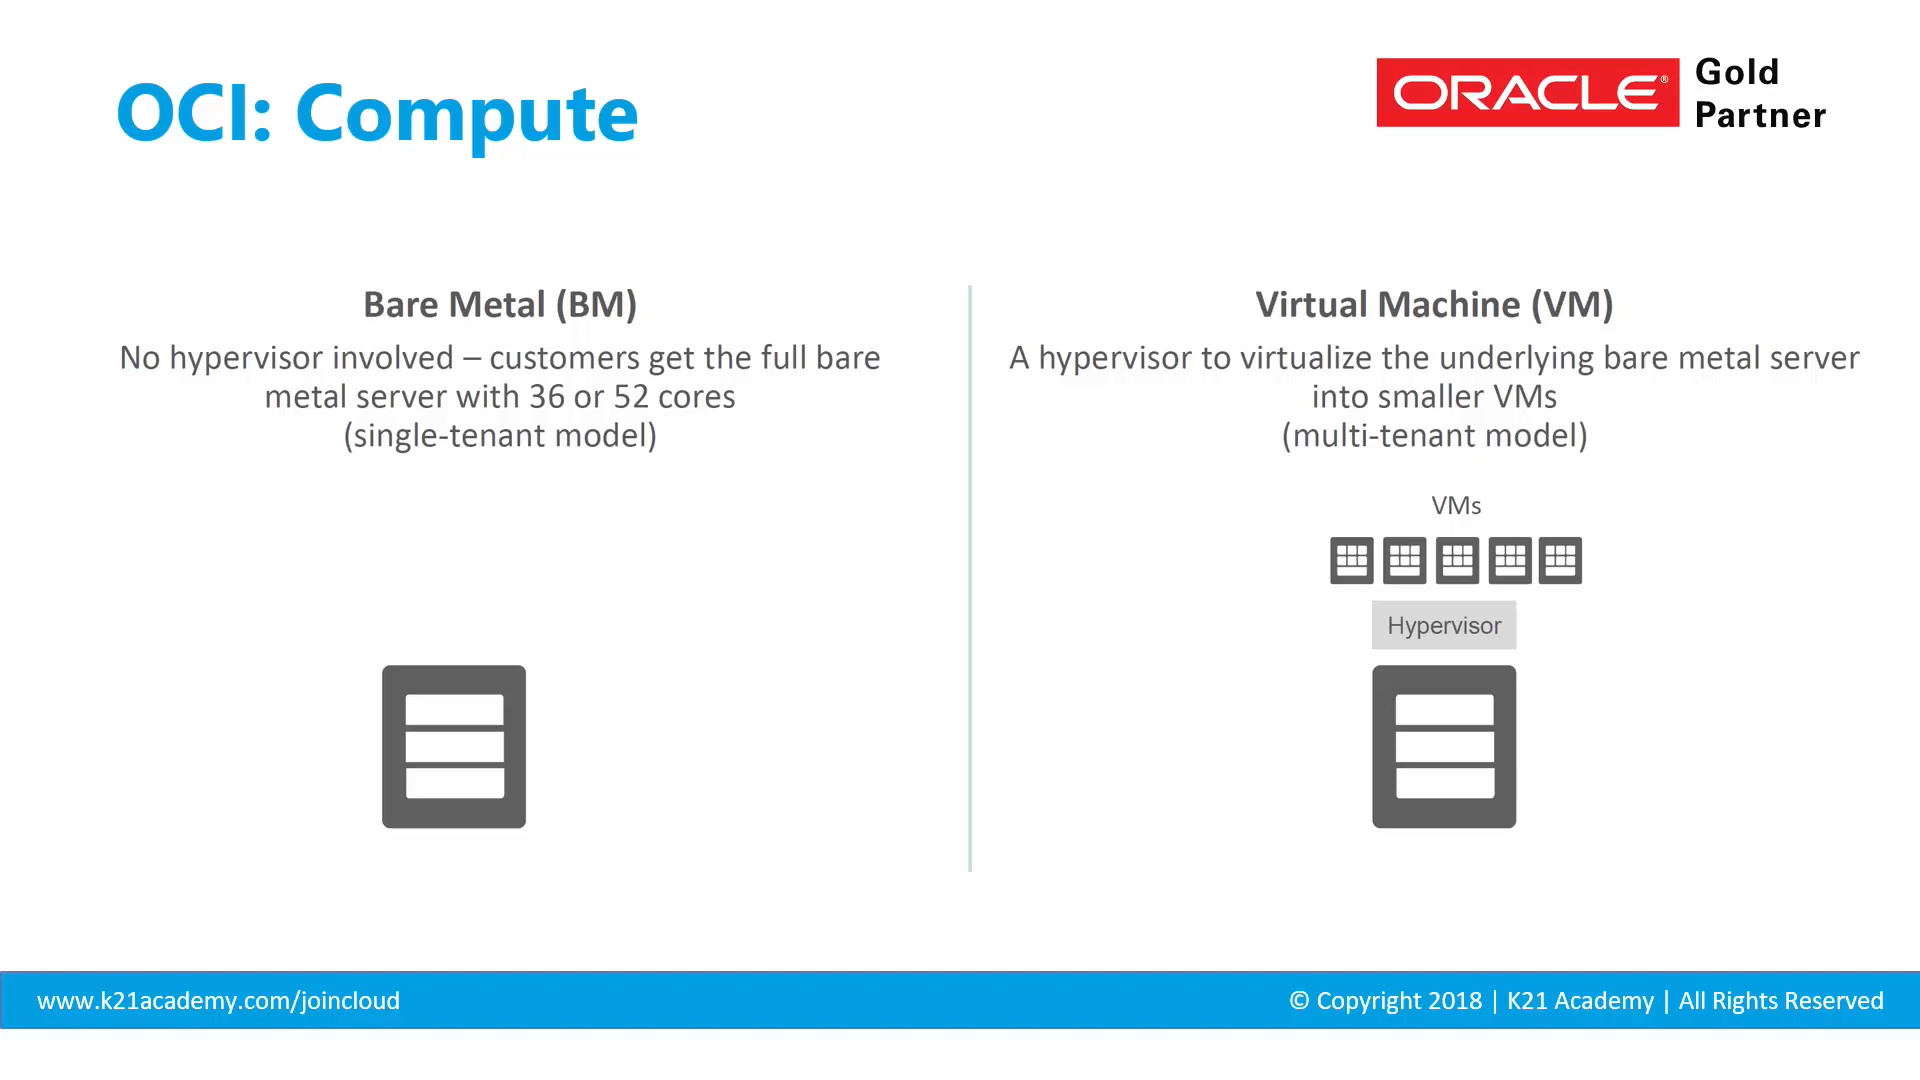 OCI: Compute
ORACLE®
Gold
Partner
Bare Metal (BM)
No hypervisor involved – customers get the full bare
metal server with 36 or 52 cores
(single-tenant model)
Virtual Machine (VM)
A hypervisor to virtualize the underlying bare metal server
into smaller VMs
(multi-tenant model)
VMs
Hypervisor
www.k21academy.com/joincloud
© Copyright 2018 | K21 Academy | All Rights Reserved